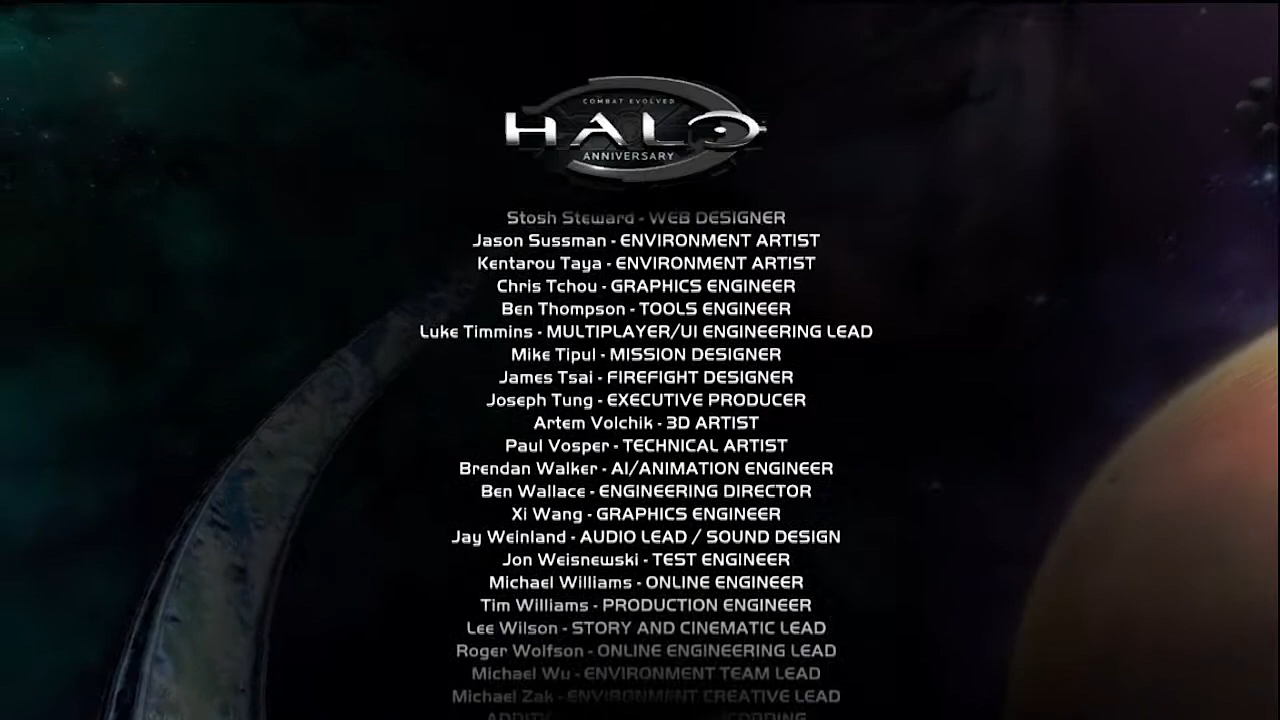 COMBAT EVOLVED
HALO
ANNIVERSARY
Stosh Steward - WEB DESIGNER
Jason Sussman - ENVIRONMENT ARTIST
Kentarou Taya - ENVIRONMENT ARTIST
Chris Tchou - GRAPHICS ENGINEER
Ben Thompson - TOOLS ENGINEER
Luke Timmins - MULTIPLAYER/UI ENGINEERING LEAD
Mike Tipul - MISSION DESIGNER
James Tsai - FIREFIGHT DESIGNER
Joseph Tung - EXECUTIVE PRODUCER
Artem Volchik - 3D ARTIST
Paul Vosper - TECHNICAL ARTIST
Brendan Walker - AI/ANIMATION ENGINEER
Ben Wallace - ENGINEERING DIRECTOR
Xi Wang - GRAPHICS ENGINEER
Jay Weinland - AUDIO LEAD / SOUND DESIGN
Jon Weisnewski - TEST ENGINEER
Michael Williams - ONLINE ENGINEER
Tim Williams - PRODUCTION ENGINEER
Lee Wilson - STORY AND CINEMATIC LEAD
Roger Wolfson - ONLINE ENGINEERING LEAD
Michael Wu - ENVIRONMENT TEAM LEAD
Michael Zak - ENVIRONMENT CREATIVE LEAD